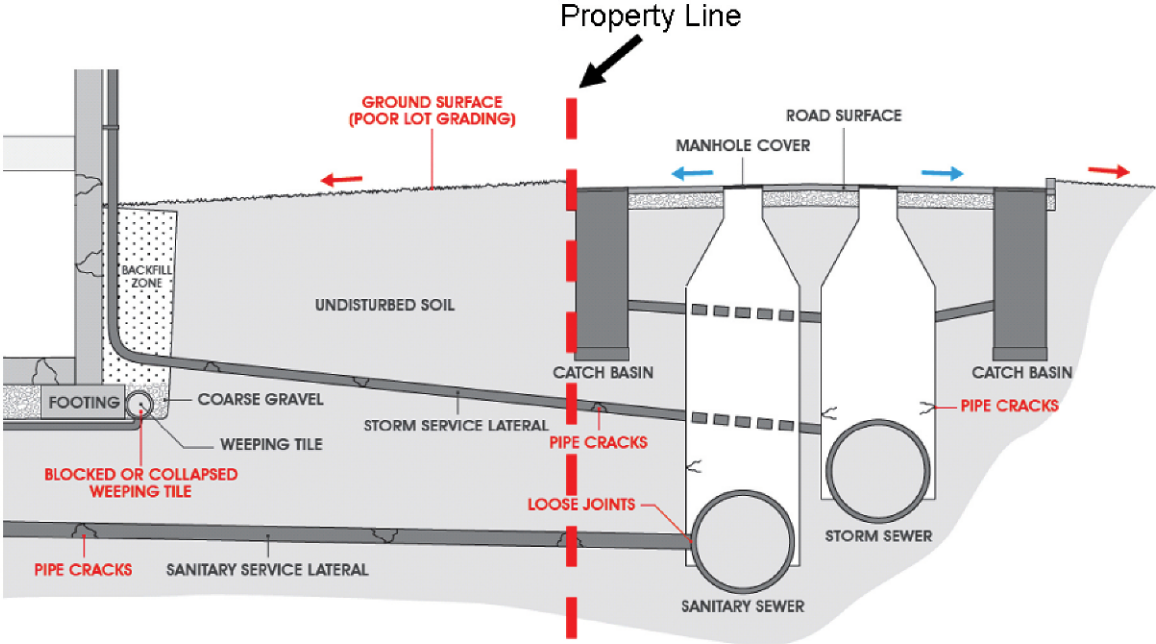 Property Line
GROUND SURFACE
(POOR LOT GRADING)
ROAD SURFACE
MANHOLE COVER
BACKFILL
ZONE
UNDISTURBED SOIL
CATCH BASIN
CATCH BASIN
FOOTING
COARSE GRAVEL
STORM SERVICE LATERAL
PIPE CRACKS
PIPE CRACKS
WEEPING TILE
BLOCKED OR COLLAPSED
WEEPING TILE
LOOSE JOINTS
STORM SEWER
PIPE CRACKS
SANITARY SERVICE LATERAL
SANITARY SEWER